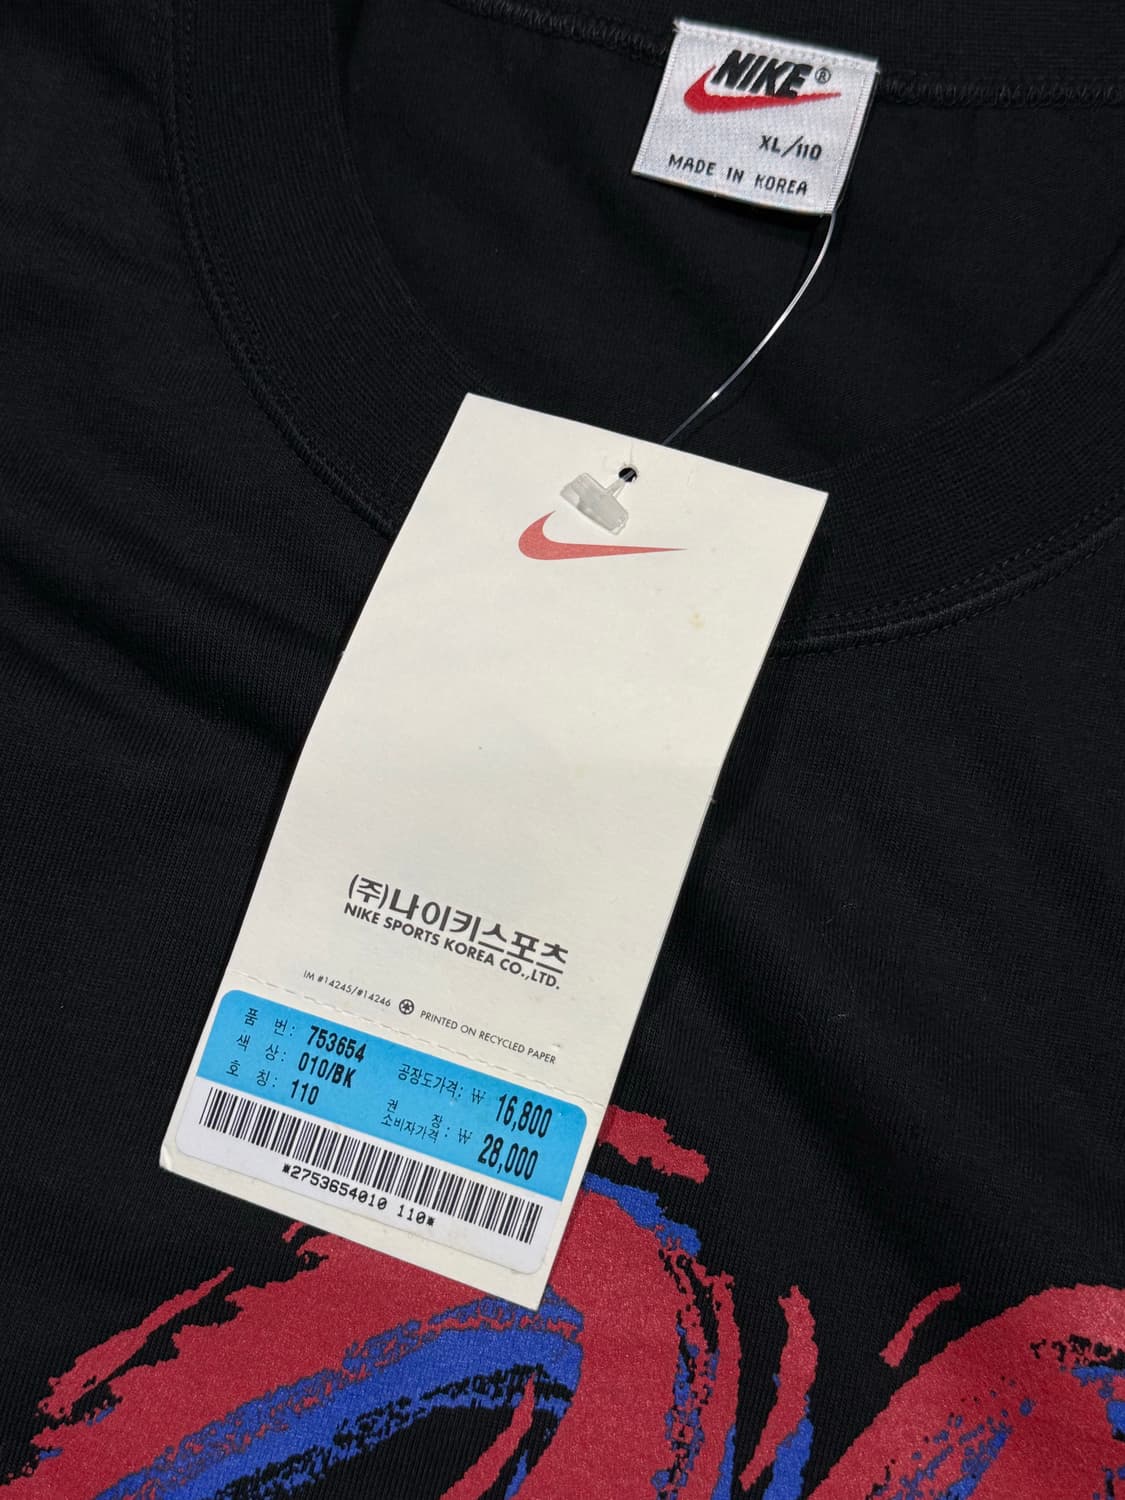 NIKE®
XL/110
MADE IN KOREA
(주)나이키스포츠
NIKE SPORTS KOREA CO.,LTD.
IM #14245/#14246 PRINTED ON RECYCLED PAPER
품 번: 753654
색 상: 010/BK
호 칭: 110
공장도가격: ₩ 16,800
권 장
소비자가격: ₩ 28,000
*2753654010 110*